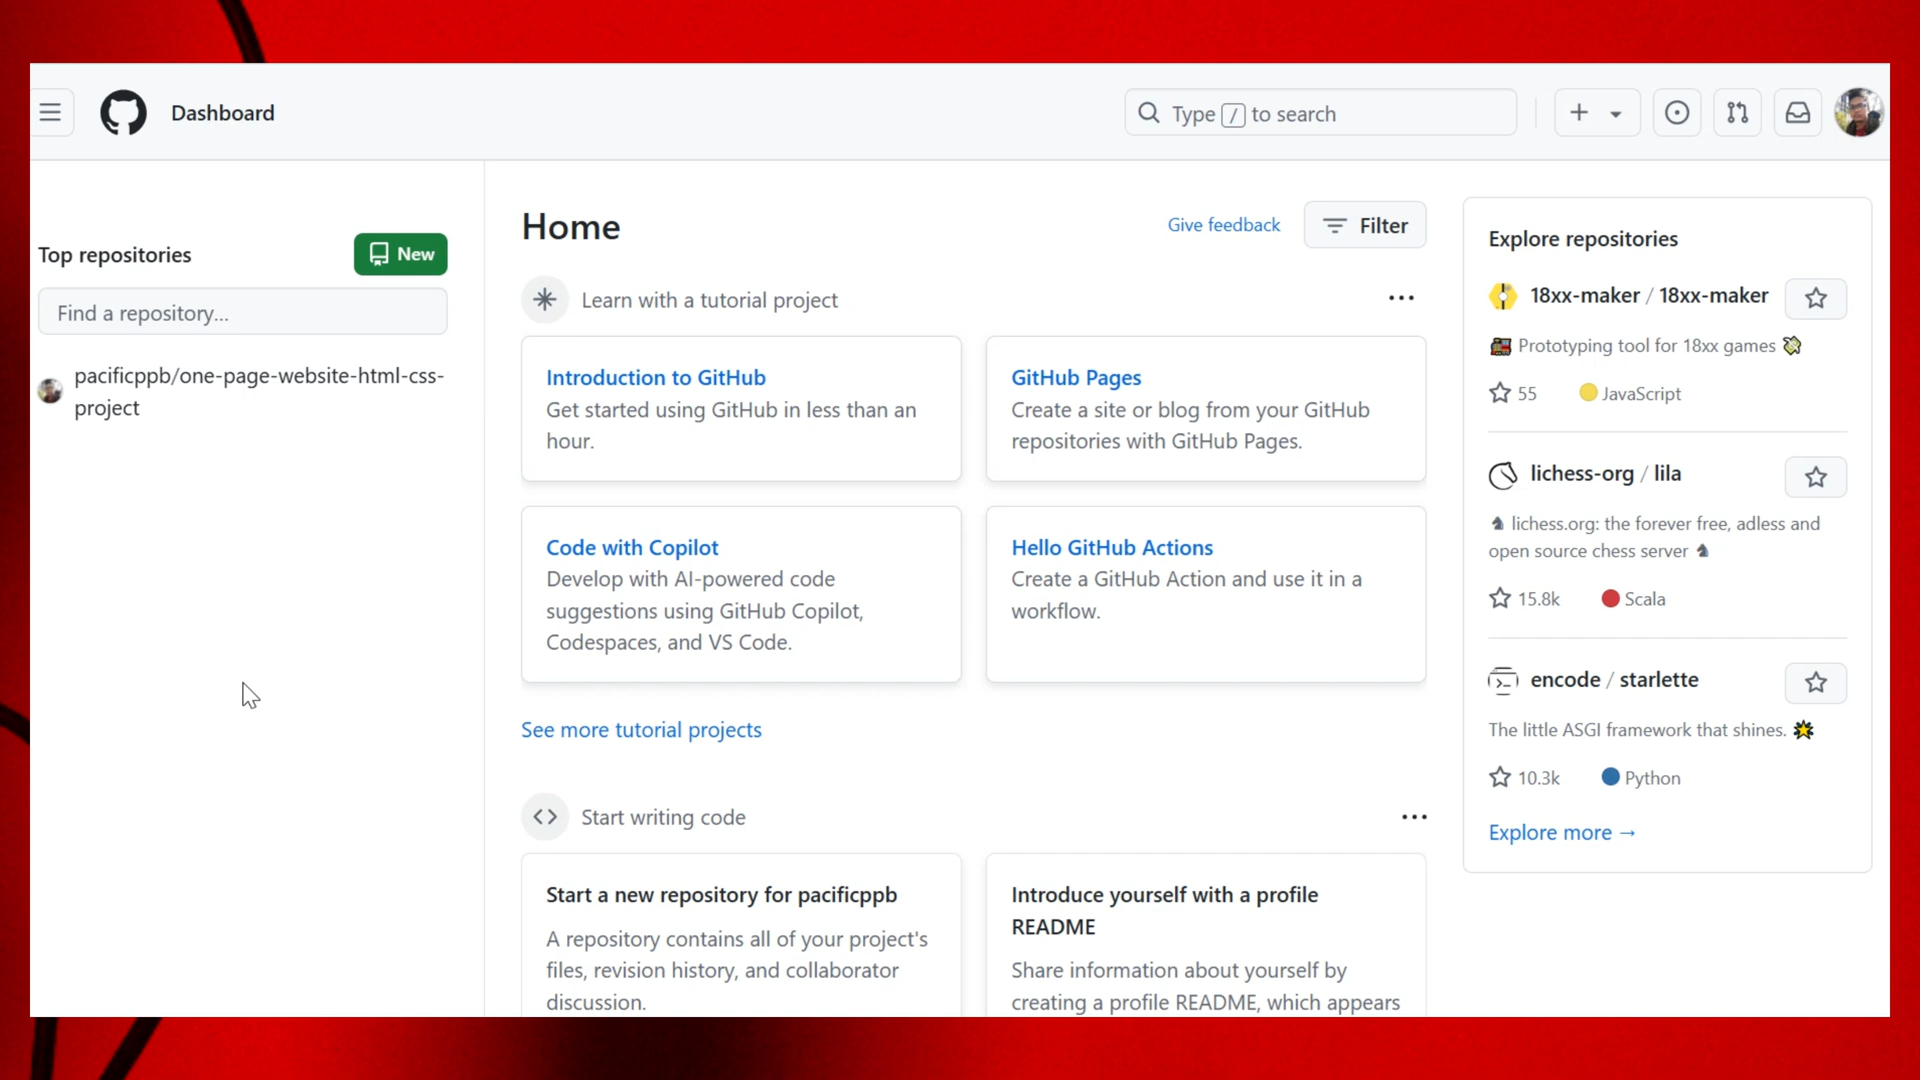 Dashboard
Type / to search
Top repositories
New
Find a repository...
pacificppb/one-page-website-html-css-
project
Home
Give feedback
Filter
Learn with a tutorial project
Introduction to GitHub
Get started using GitHub in less than an
hour.
GitHub Pages
Create a site or blog from your GitHub
repositories with GitHub Pages.
Code with Copilot
Develop with AI-powered code
suggestions using GitHub Copilot,
Codespaces, and VS Code.
Hello GitHub Actions
Create a GitHub Action and use it in a
workflow.
See more tutorial projects
Start writing code
Start a new repository for pacificppb
A repository contains all of your project's
files, revision history, and collaborator
discussion.
Introduce yourself with a profile
README
Share information about yourself by
creating a profile README, which appears
Explore repositories
18xx-maker / 18xx-maker
Prototyping tool for 18xx games
55 JavaScript
lichess-org / lila
lichess.org: the forever free, adless and
open source chess server
15.8k Scala
encode / starlette
The little ASGI framework that shines.
10.3k Python
Explore more →